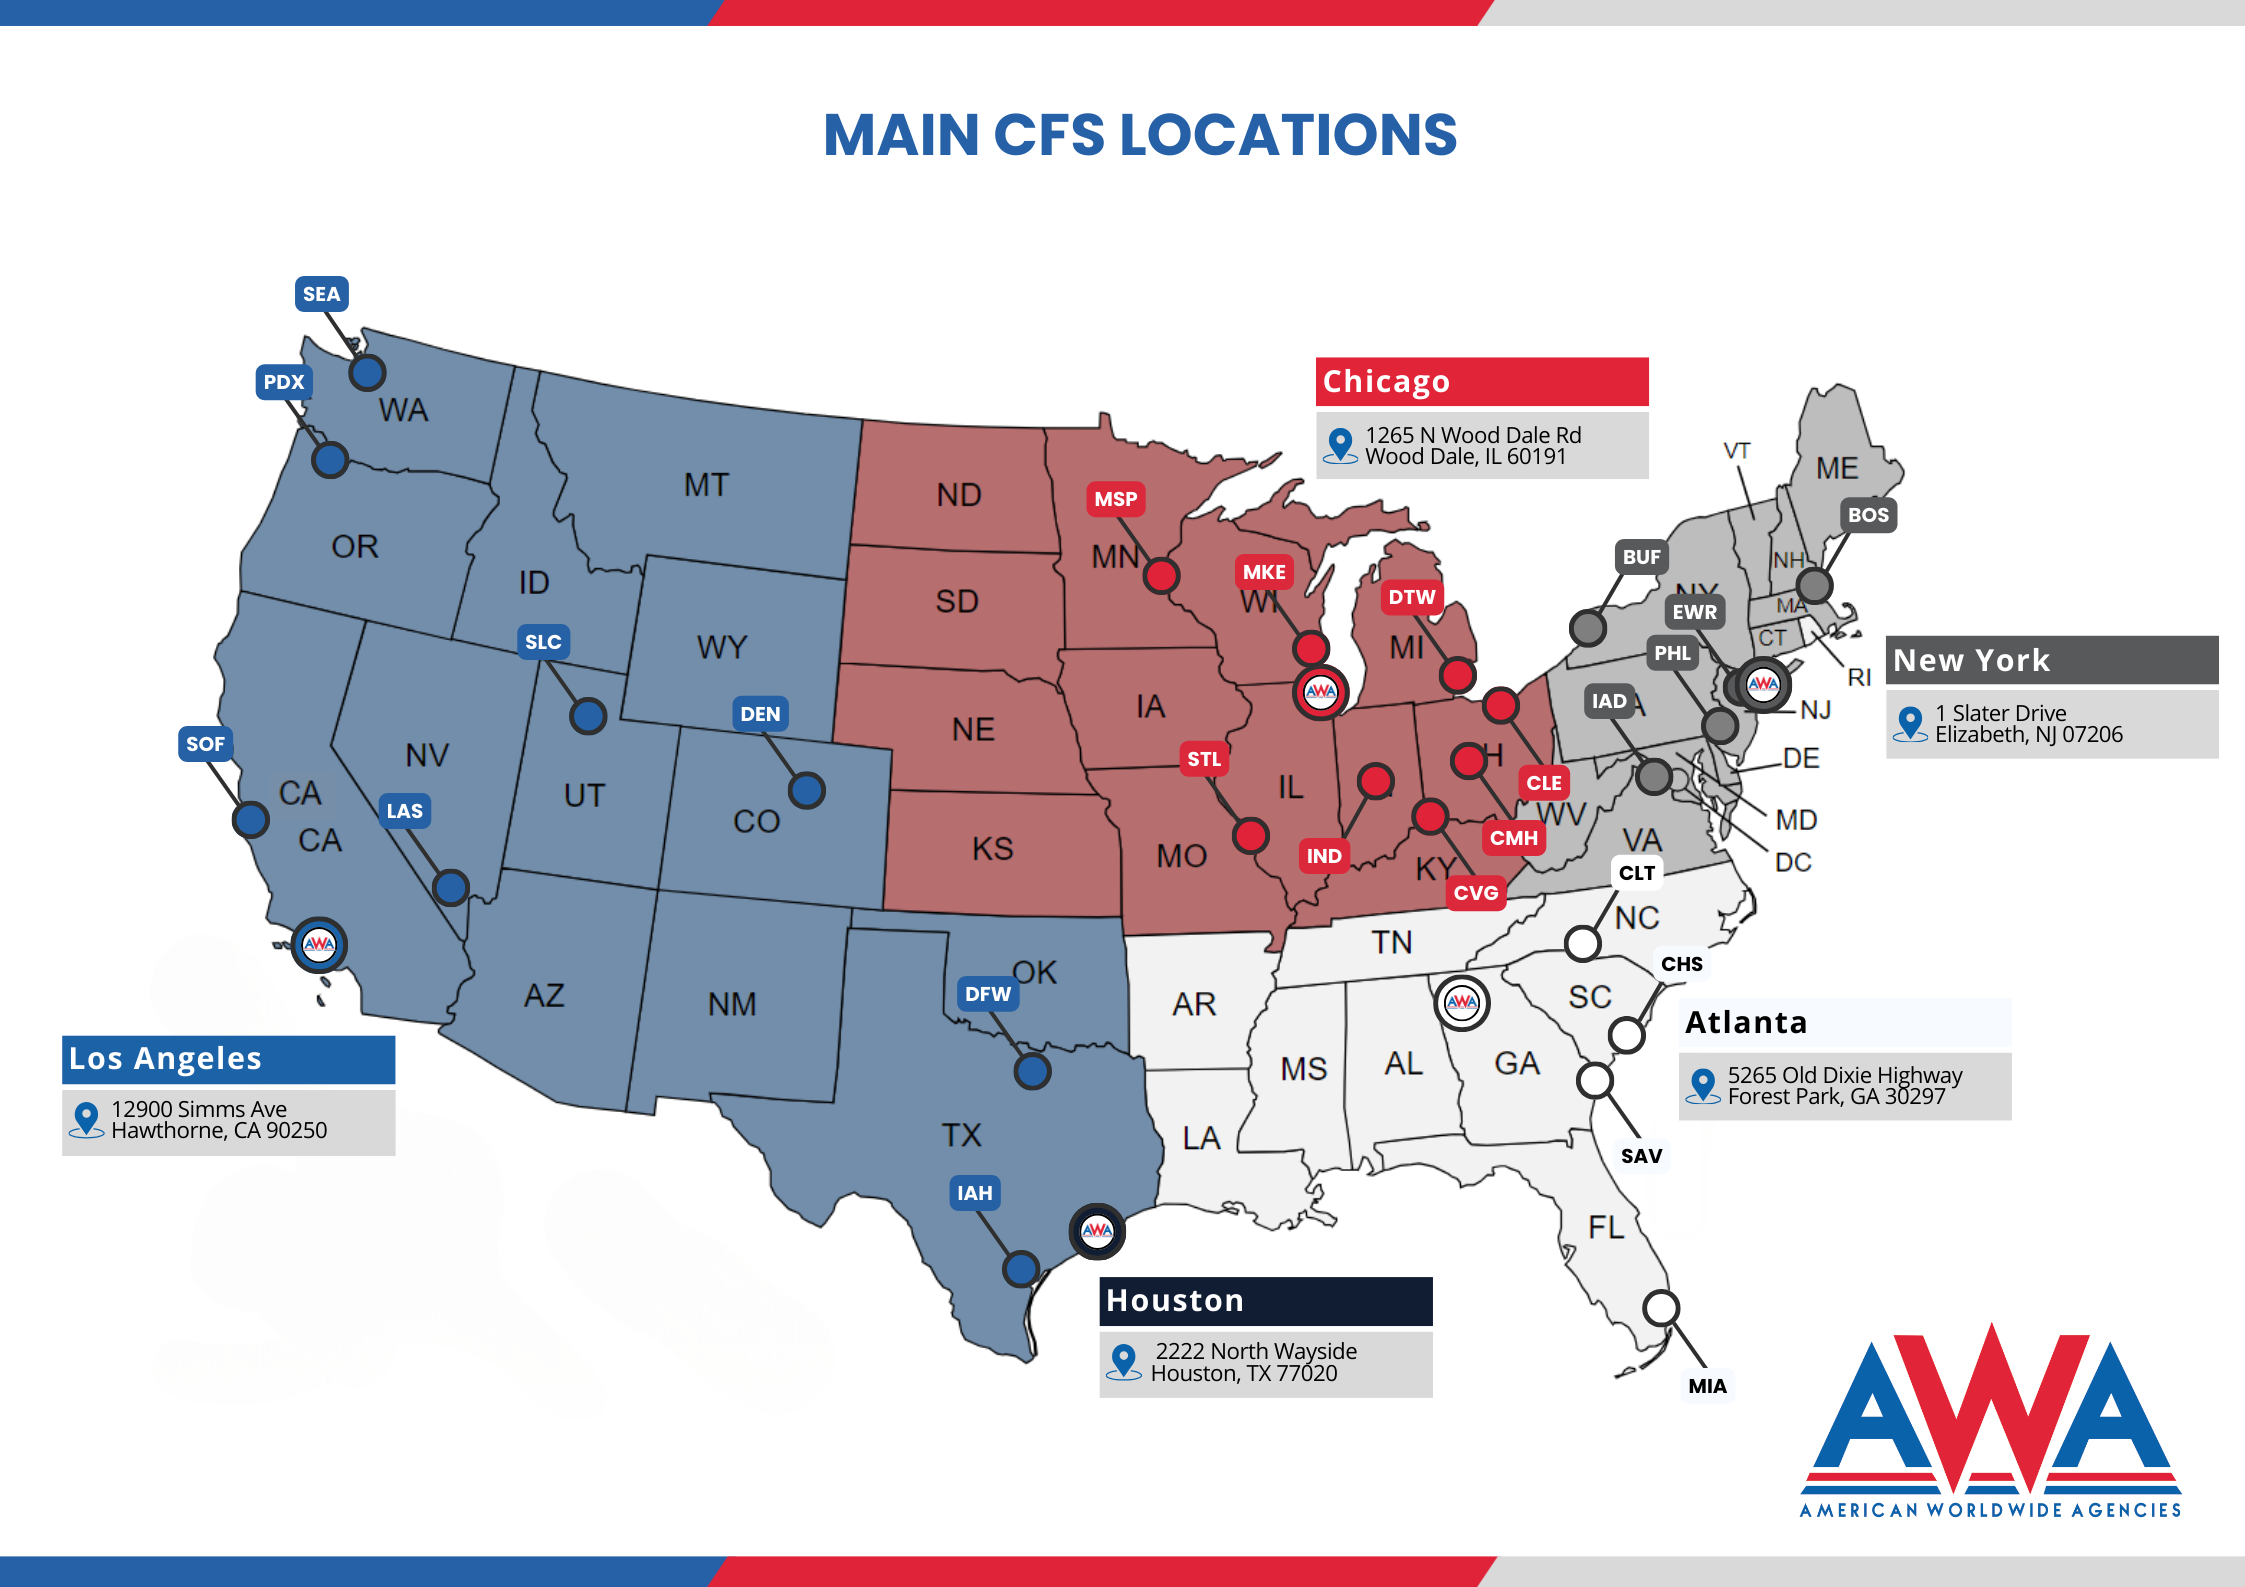 MAIN CFS LOCATIONS
SEA
PDX
WA
MT
OR
ID
WY
SLC
DEN
SOF
NV
CA
CA
LAS
UT
CO
AZ
NM
OK
DFW
TX
IAH
ND
SD
NE
KS
MSP
MN
MKE
WI
DTW
MI
IA
STL
IL
MO
IND
H
CLE
CMH
KY
CVG
VT
ME
BOS
BUF
NH
NY
EWR
MA
CT
PHL
RI
IAD
A
NJ
DE
WV
MD
VA
DC
CLT
NC
TN
CHS
SC
AR
MS
AL
GA
LA
SAV
FL
MIA
AWA
AWA
AWA
AWA
AWA
Chicago
1265 N Wood Dale Rd
Wood Dale, IL 60191
New York
1 Slater Drive
Elizabeth, NJ 07206
Los Angeles
12900 Simms Ave
Hawthorne, CA 90250
Atlanta
5265 Old Dixie Highway
Forest Park, GA 30297
Houston
2222 North Wayside
Houston, TX 77020
AWA
AMERICAN WORLDWIDE AGENCIES